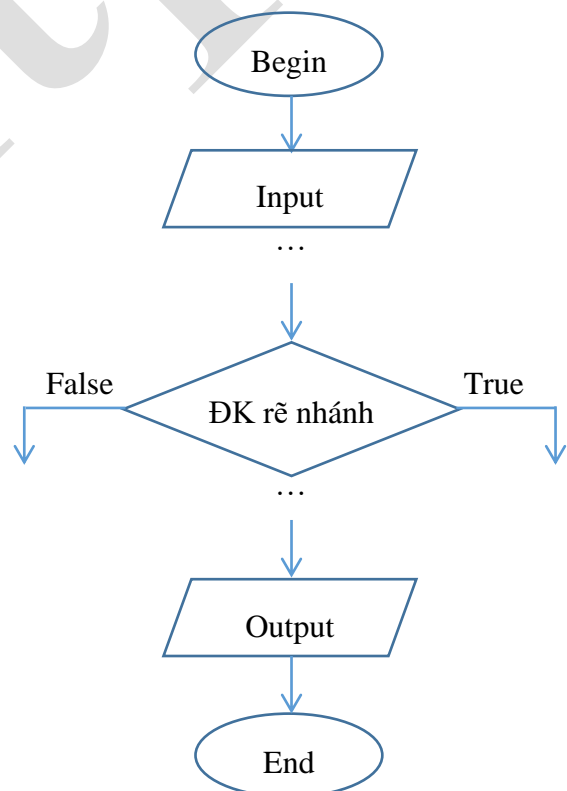 Begin
Input
…
False
True
ĐK rẽ nhánh
…
Output
End